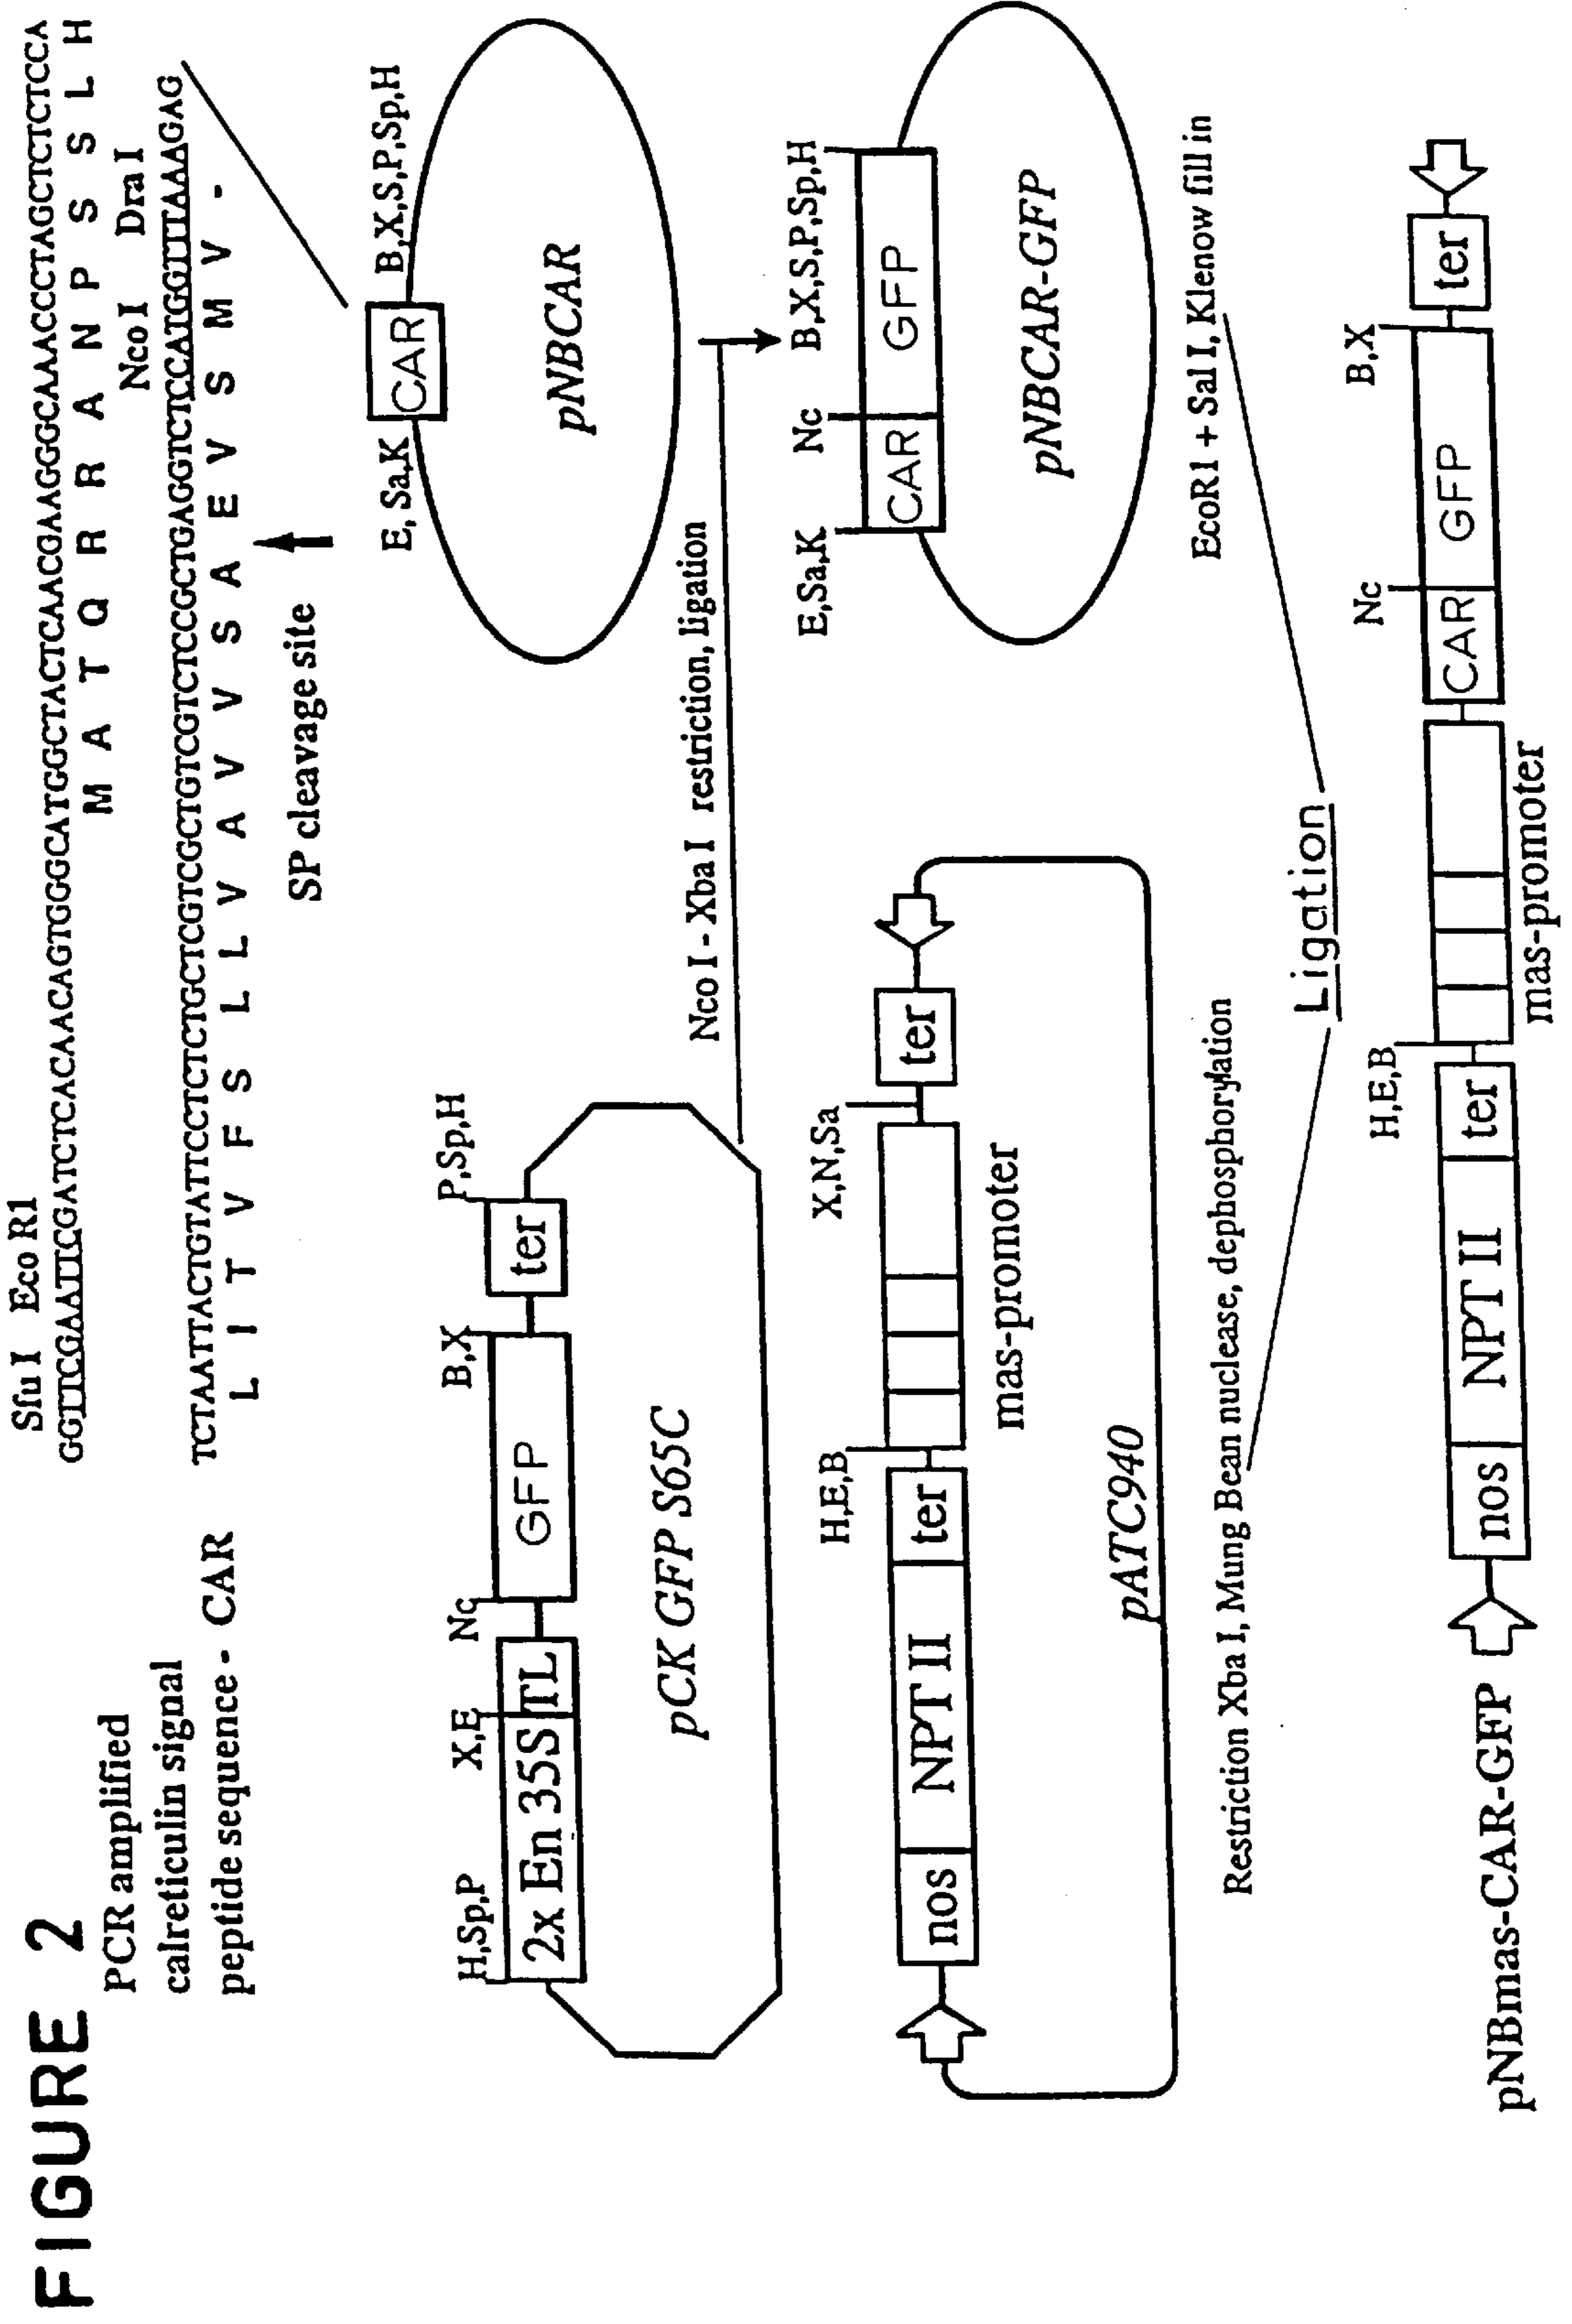 FIGURE 2
PCR amplified
calreticulin signal
peptide sequence - CAR
Sfu I Eco R1
GGTTCGAATTCGATCTCACAACAGTGGGCATGGCTACTCAACGAAGGGCAAACCCTAGCTCTCCA
M A T Q R R A N P S S L H
Nco I Dra I
TCTAATTACTGTATTCCTCTCTGCTCGTCGCTGTCGTCTCCGCTGAGGTCTCCATGGTTTAAAGAG
L I T V F S L L V A V V S A E V S M V -
SP cleavage site
H,Sp,P
X,E
Nc
B,X
P,Sp,H
2x En 35S
TL
GFP
ter
pCK GFP S65C
E, Sa,K
B,X,S,P,Sp,H
CAR
pNBCAR
Nco I - Xba I restriction, ligation
H,E,B
X,N,Sa
nos
NPT II
ter
ter
mas-promoter
pATC940
E,Sa,K
Nc
B,X,S,P,Sp,H
CAR
GFP
pNBCAR-GFP
Restriction Xba I, Mung Bean nuclease, dephosphorylation
EcoR1 + Sal I, Klenow fill in
Ligation
H,E,B
Nc
B,X
nos
NPT II
ter
CAR
GFP
ter
mas-promoter
pNBmas-CAR-GFP